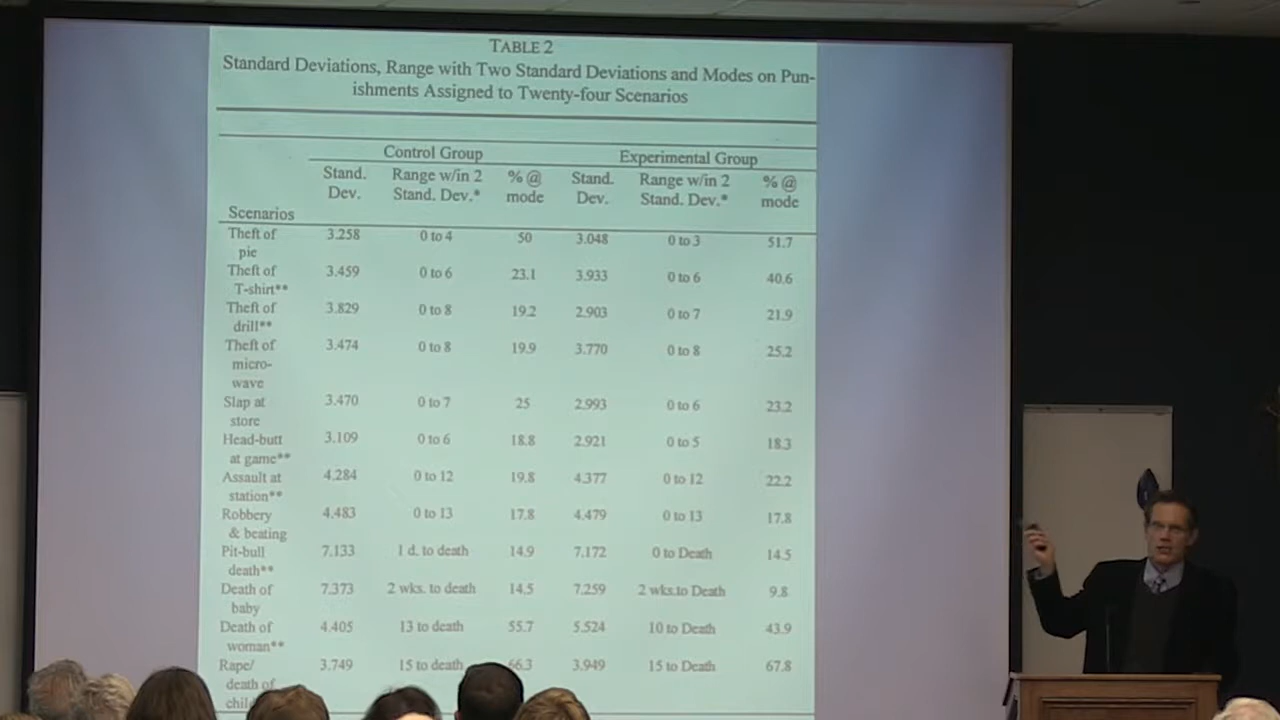 TABLE 2
Standard Deviations, Range with Two Standard Deviations and Modes on Pun-
ishments Assigned to Twenty-four Scenarios
Control Group Experimental Group
Stand. Range w/in 2 % @ Stand. Range w/in 2 % @
Dev. Stand. Dev.* mode Dev. Stand. Dev.* mode
Scenarios
Theft of 3.258 0 to 4 50 3.048 0 to 3 51.7
pie
Theft of 3.459 0 to 6 23.1 3.933 0 to 6 40.6
T-shirt**
Theft of 3.829 0 to 8 19.2 2.903 0 to 7 21.9
drill**
Theft of 3.474 0 to 8 19.9 3.770 0 to 8 25.2
micro-
wave
Slap at 3.470 0 to 7 25 2.993 0 to 6 23.2
store
Head-butt 3.109 0 to 6 18.8 2.921 0 to 5 18.3
at game**
Assault at 4.284 0 to 12 19.8 4.377 0 to 12 22.2
station**
Robbery 4.483 0 to 13 17.8 4.479 0 to 13 17.8
& beating
Pit-bull 7.133 1 d. to death 14.9 7.172 0 to Death 14.5
death**
Death of 7.373 2 wks. to death 14.5 7.259 2 wks.to Death 9.8
baby
Death of 4.405 13 to death 55.7 5.524 10 to Death 43.9
woman**
Rape/ 3.749 15 to death 66.3 3.949 15 to Death 67.8
death of